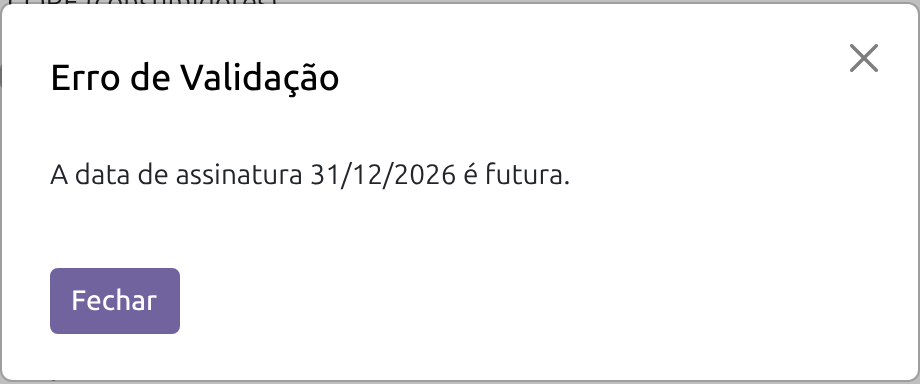 Erro de Validação
A data de assinatura 31/12/2026 é futura.
Fechar